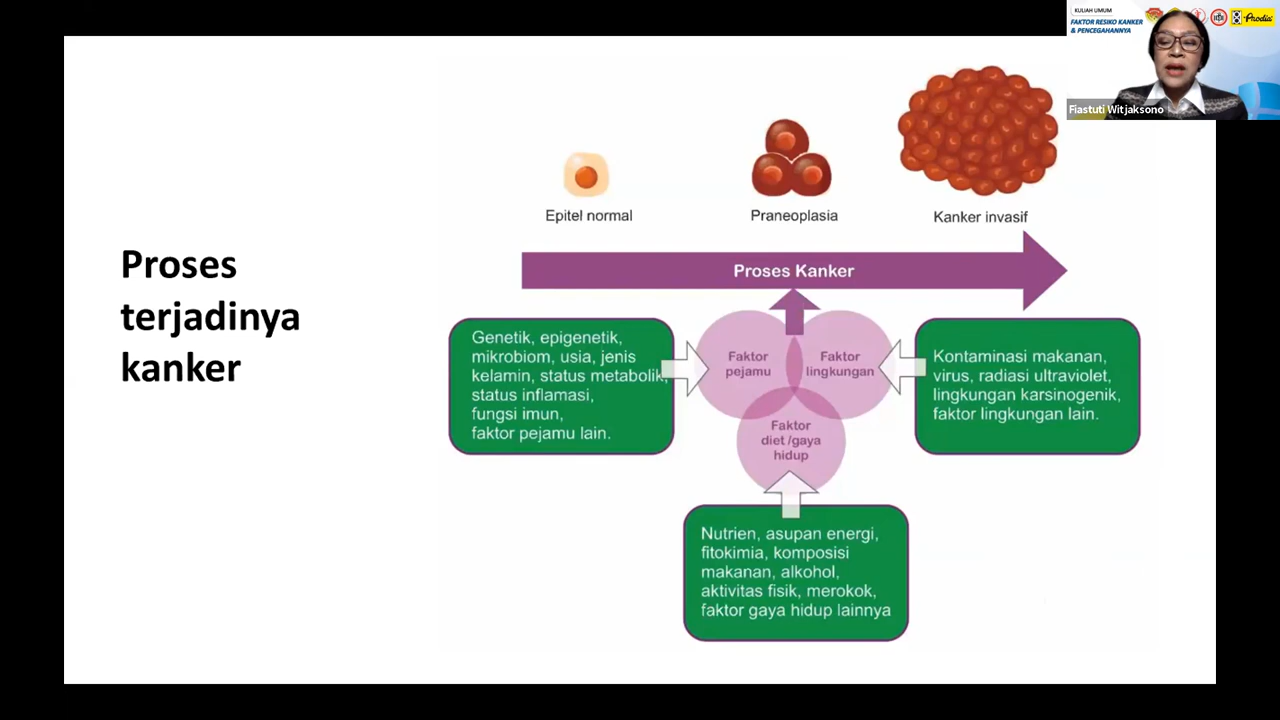 KULIAH UMUM
FAKTOR RESIKO KANKER
& PENCEGAHANNYA
Prodia
Fiastuti Witjaksono
Epitel normal
Praneoplasia
Kanker invasif
Proses
terjadinya
kanker
Proses Kanker
Genetik, epigenetik,
mikrobiom, usia, jenis
kelamin, status metabolik,
status inflamasi,
fungsi imun,
faktor pejamu lain.
Faktor
pejamu
Faktor
lingkungan
Faktor
diet /gaya
hidup
Kontaminasi makanan,
virus, radiasi ultraviolet,
lingkungan karsinogenik,
faktor lingkungan lain.
Nutrien, asupan energi,
fitokimia, komposisi
makanan, alkohol,
aktivitas fisik, merokok,
faktor gaya hidup lainnya